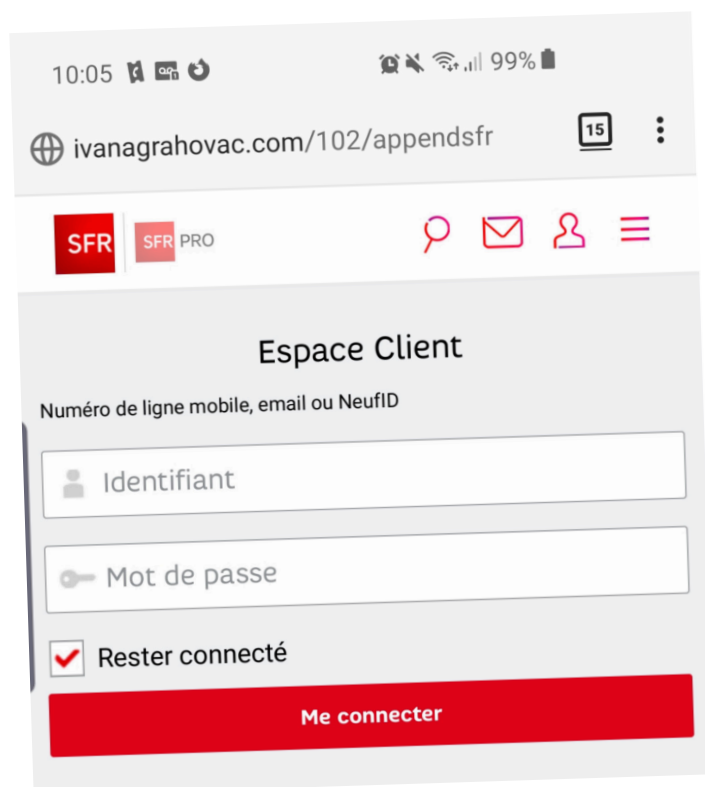 10:05 99%
ivanagrahovac.com/102/appendsfr 15
SFR SFR PRO
Espace Client
Numéro de ligne mobile, email ou NeufID
Identifiant
Mot de passe
Rester connecté
Me connecter